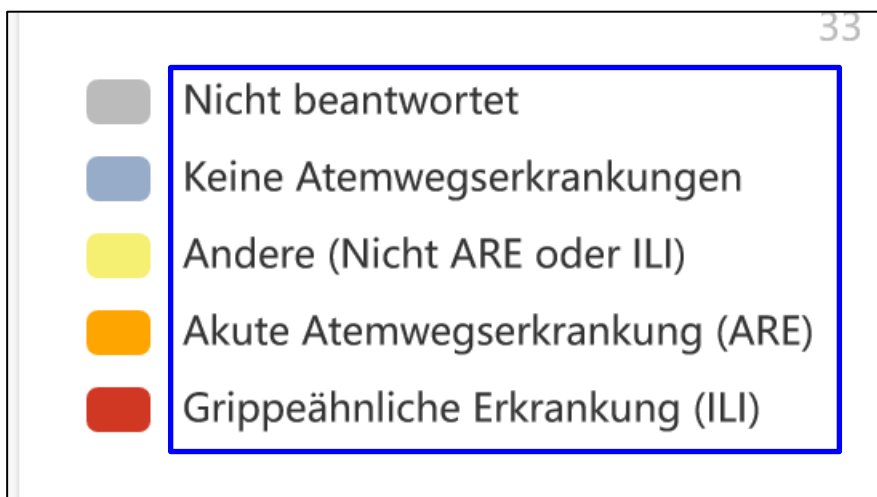 33
Nicht beantwortet
Keine Atemwegserkrankungen
Andere (Nicht ARE oder ILI)
Akute Atemwegserkrankung (ARE)
Grippeähnliche Erkrankung (ILI)